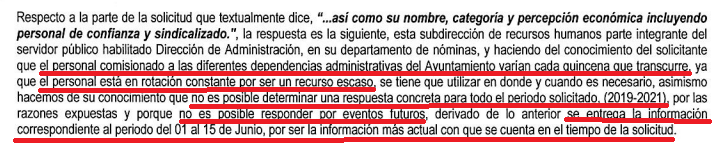 Respecto a la parte de la solicitud que textualmente dice, "...así como su nombre, categoría y percepción económica incluyendo
personal de confianza y sindicalizado.", la respuesta es la siguiente, esta subdirección de recursos humanos parte integrante del
servidor público habilitado Dirección de Administración, en su departamento de nóminas, y haciendo del conocimiento del solicitante
que el personal comisionado a las diferentes dependencias administrativas del Ayuntamiento varían cada quincena que transcurre, ya
que el personal está en rotación constante por ser un recurso escaso, se tiene que utilizar en donde y cuando es necesario, asimismo
hacemos de su conocimiento que no es posible determinar una respuesta concreta para todo el periodo solicitado, (2019-2021), por las
razones expuestas y porque no es posible responder por eventos futuros, derivado de lo anterior se entrega la información
correspondiente al periodo del 01 al 15 de Junio, por ser la información más actual con que se cuenta en el tiempo de la solicitud.